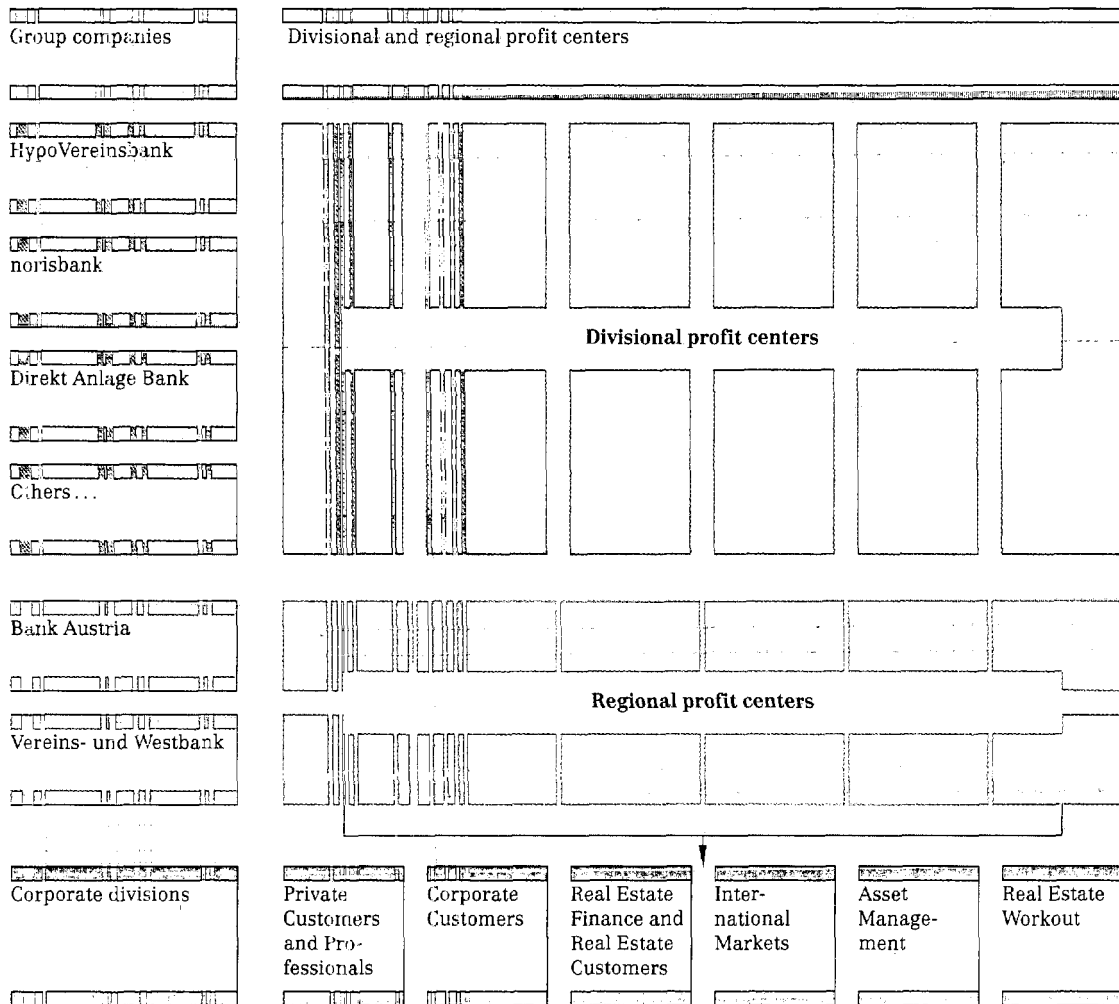 Group companies
Divisional and regional profit centers
HypoVereinsbank
norisbank
Divisional profit centers
Direkt Anlage Bank
Others...
Bank Austria
Regional profit centers
Vereins- und Westbank
Corporate divisions
Private
Customers
and Pro-
fessionals
Corporate
Customers
Real Estate
Finance and
Real Estate
Customers
Inter-
national
Markets
Asset
Manage-
ment
Real Estate
Workout